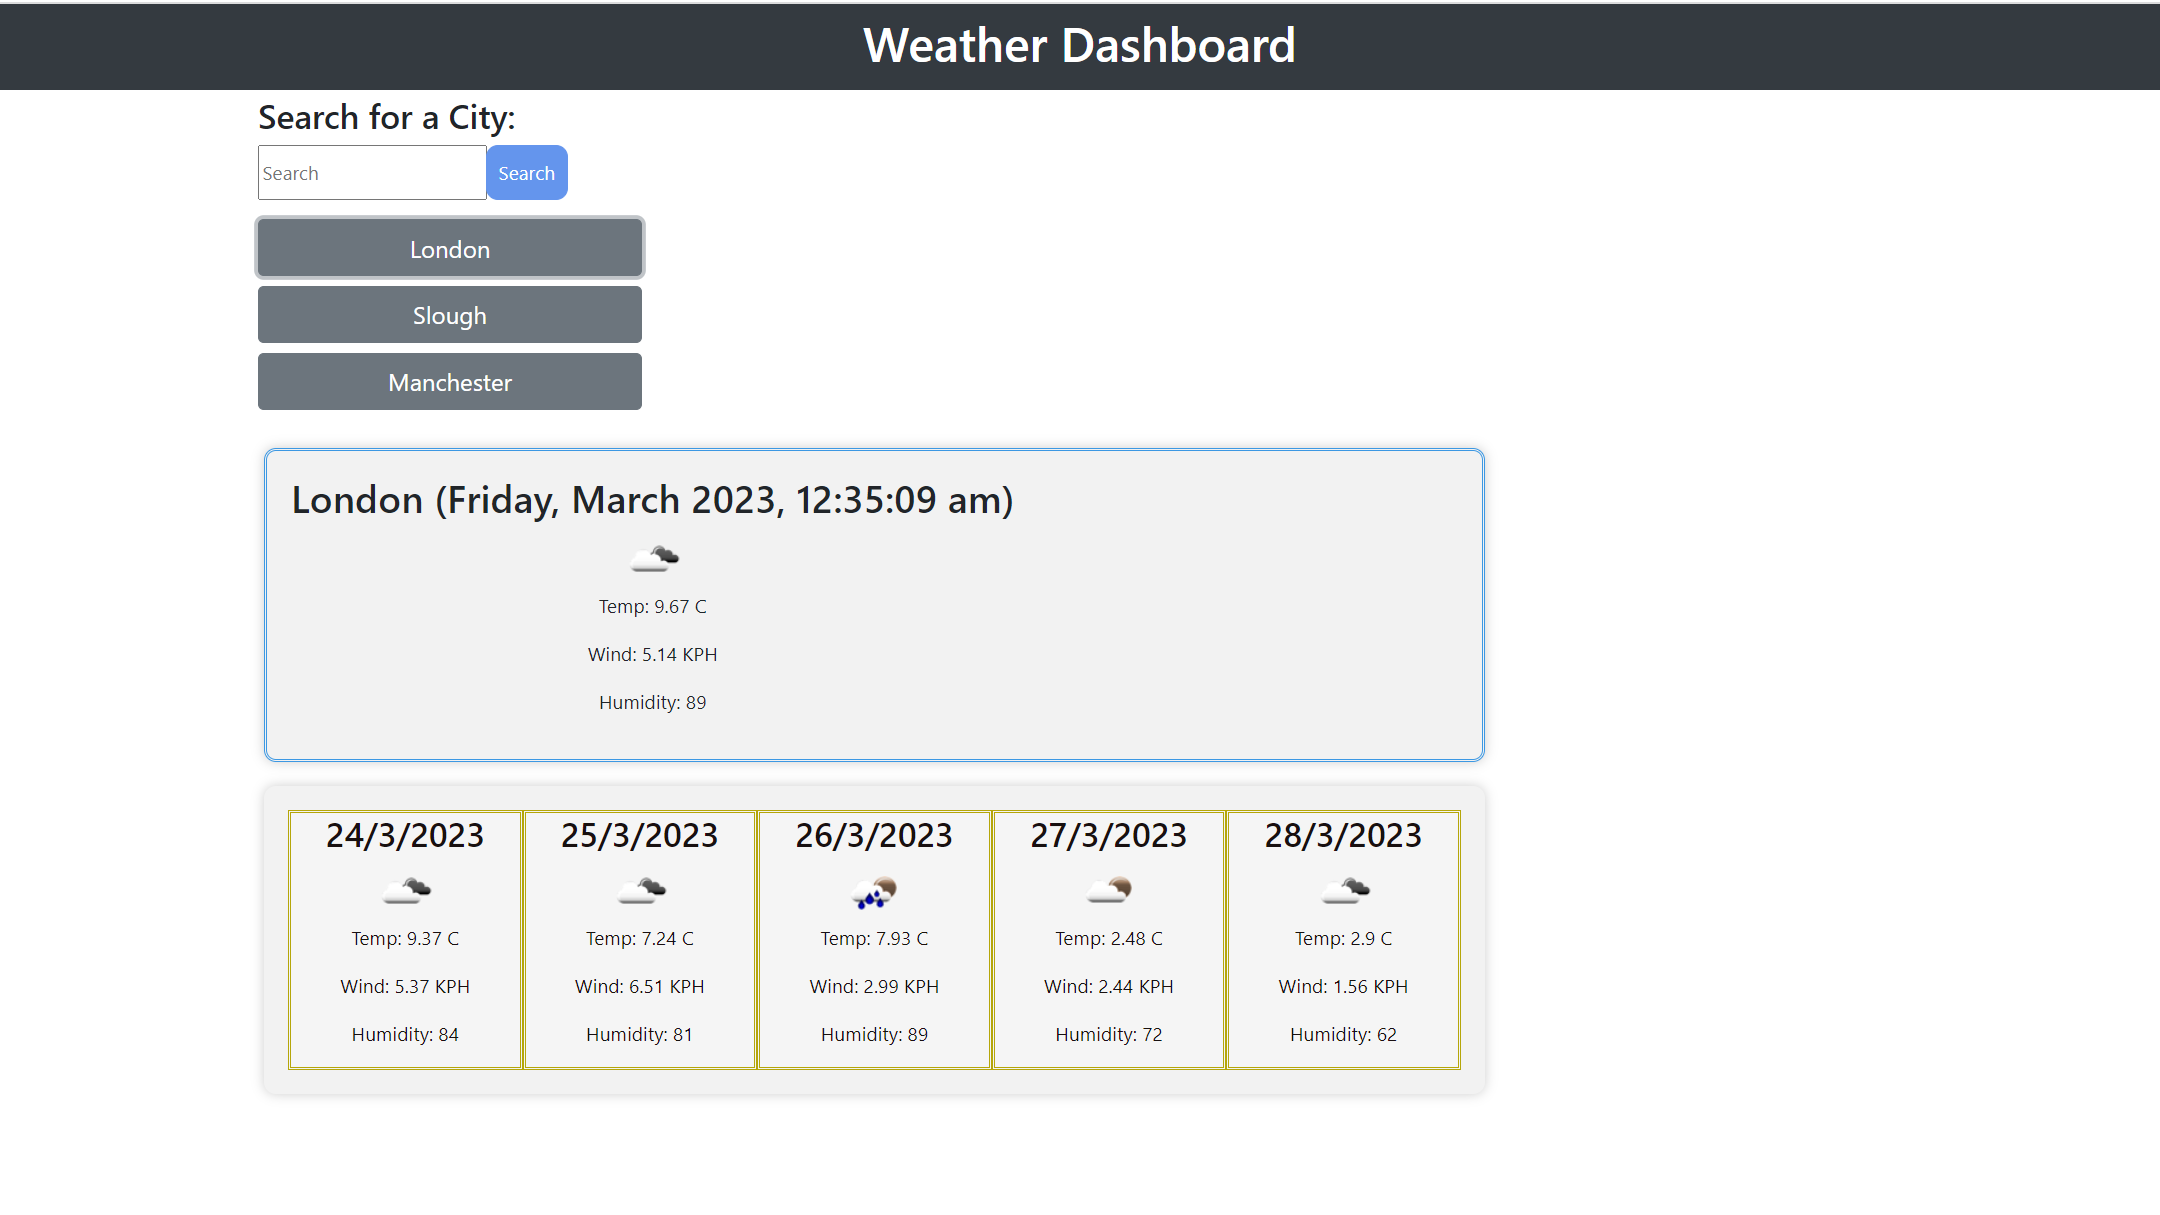 Weather Dashboard
Search for a City:
Search Search
London
Slough
Manchester
London (Friday, March 2023, 12:35:09 am)
Temp: 9.67 C
Wind: 5.14 KPH
Humidity: 89
24/3/2023 25/3/2023 26/3/2023 27/3/2023 28/3/2023
Temp: 9.37 C Temp: 7.24 C Temp: 7.93 C Temp: 2.48 C Temp: 2.9 C
Wind: 5.37 KPH Wind: 6.51 KPH Wind: 2.99 KPH Wind: 2.44 KPH Wind: 1.56 KPH
Humidity: 84 Humidity: 81 Humidity: 89 Humidity: 72 Humidity: 62